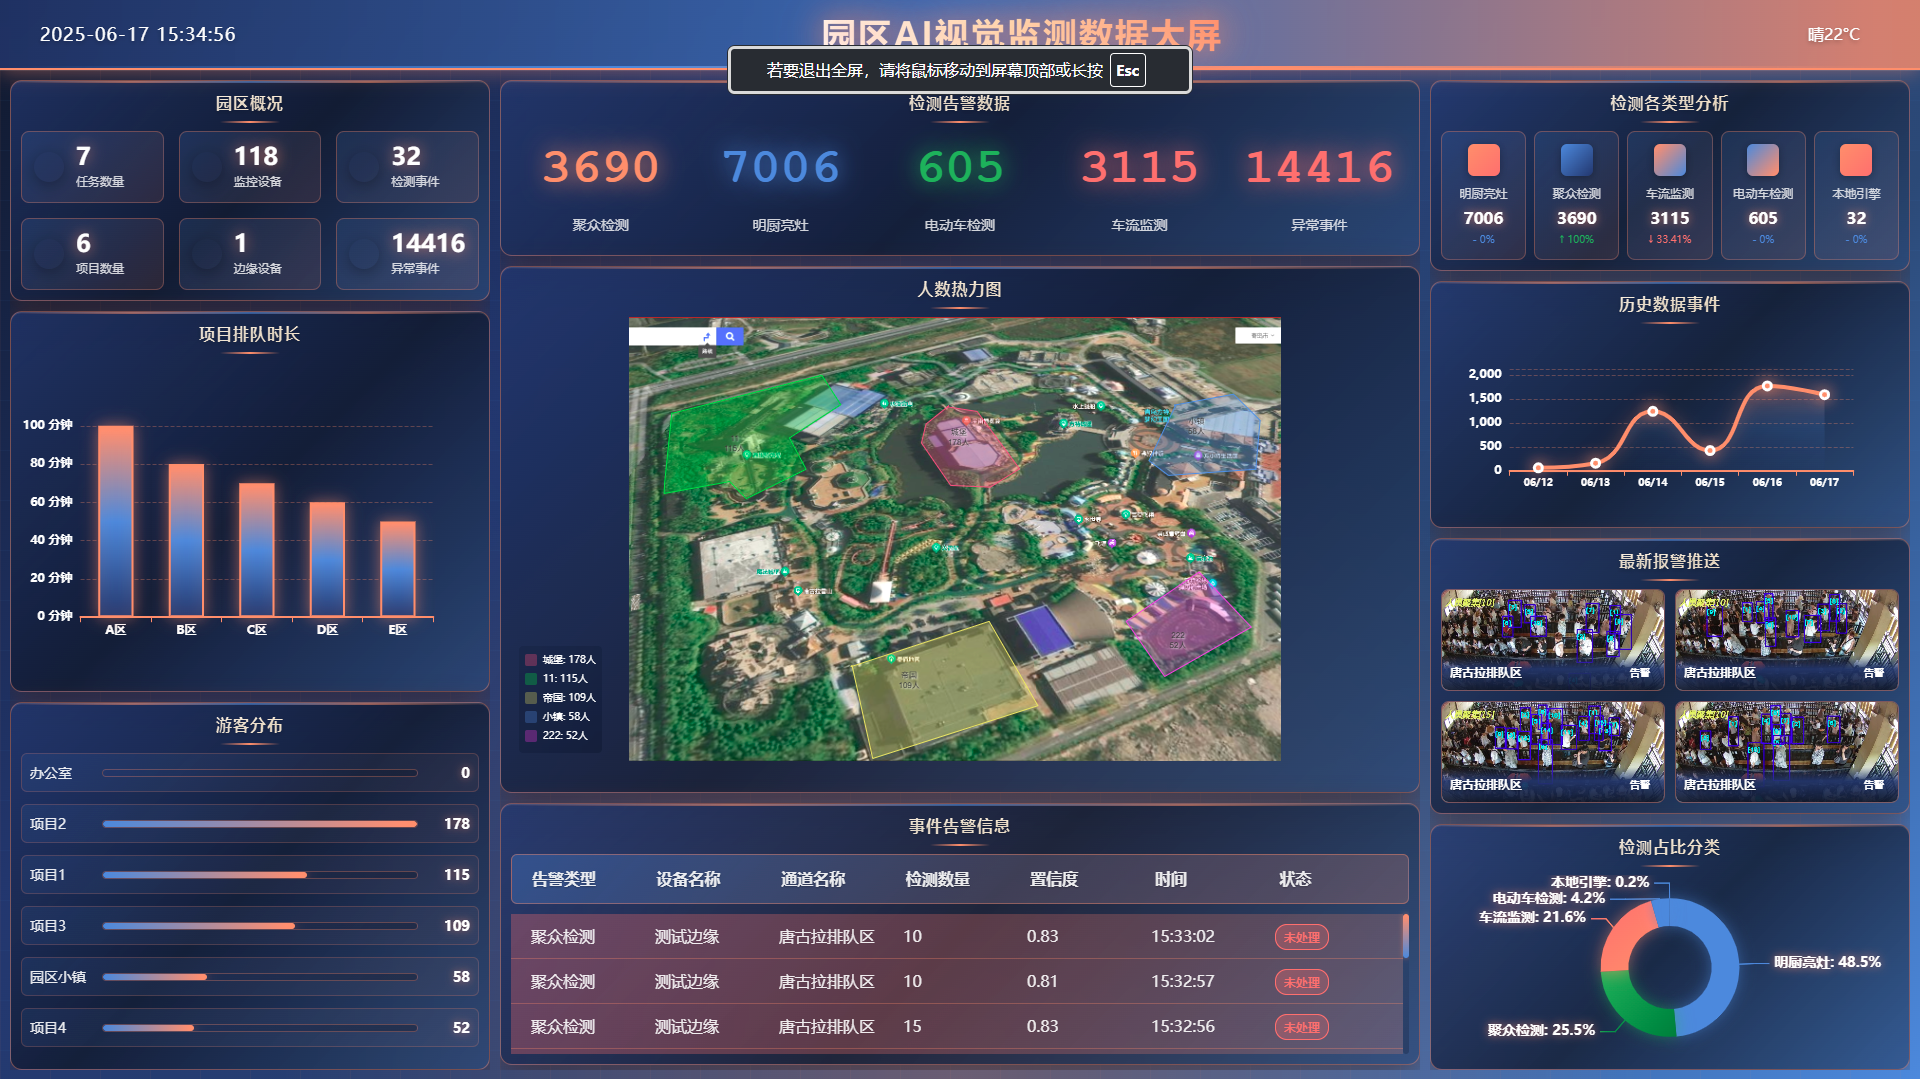 2025-06-17 15:34:56
园区AI视觉监测数据大屏
晴22℃
若要退出全屏，请将鼠标移动到屏幕顶部或长按 Esc
园区概况
7
任务数量
118
监控设备
32
检测事件
6
项目数量
1
边缘设备
14416
异常事件
项目排队时长
100 分钟
80 分钟
60 分钟
40 分钟
20 分钟
0 分钟
A区 B区 C区 D区 E区
游客分布
办公室 0
项目2 178
项目1 115
项目3 109
园区小镇 58
项目4 52
检测告警数据
3690 7006 605 3115 14416
聚众检测 明厨亮灶 电动车检测 车流监测 异常事件
人数热力图
城堡
178人
小镇
58人
帝国
109人
222
52人
城堡: 178人
11: 115人
帝国: 109人
小镇: 58人
222: 52人
事件告警信息
告警类型 设备名称 通道名称 检测数量 置信度 时间 状态
聚众检测 测试边缘 唐古拉排队区 10 0.83 15:33:02 未处理
聚众检测 测试边缘 唐古拉排队区 10 0.81 15:32:57 未处理
聚众检测 测试边缘 唐古拉排队区 15 0.83 15:32:56 未处理
检测各类型分析
明厨亮灶 聚众检测 车流监测 电动车检测 本地引擎
7006 3690 3115 605 32
- 0% ↑ 100% ↓ 33.41% - 0% - 0%
历史数据事件
2,000
1,500
1,000
500
0
06/12 06/13 06/14 06/15 06/16 06/17
最新报警推送
唐古拉排队区 告警
唐古拉排队区 告警
唐古拉排队区 告警
唐古拉排队区 告警
检测占比分类
本地引擎: 0.2%
电动车检测: 4.2%
车流监测: 21.6%
明厨亮灶: 48.5%
聚众检测: 25.5%